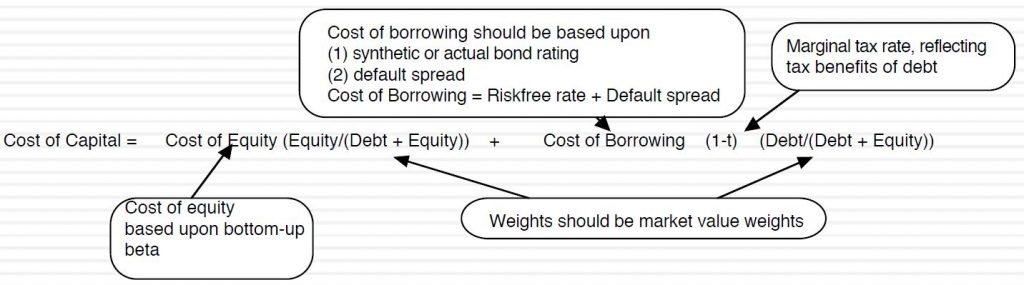 Cost of borrowing should be based upon
(1) synthetic or actual bond rating
(2) default spread
Cost of Borrowing = Riskfree rate + Default spread
Marginal tax rate, reflecting
tax benefits of debt
Cost of Capital = Cost of Equity (Equity/(Debt + Equity)) + Cost of Borrowing (1-t) (Debt/(Debt + Equity))
Cost of equity
based upon bottom-up
beta
Weights should be market value weights